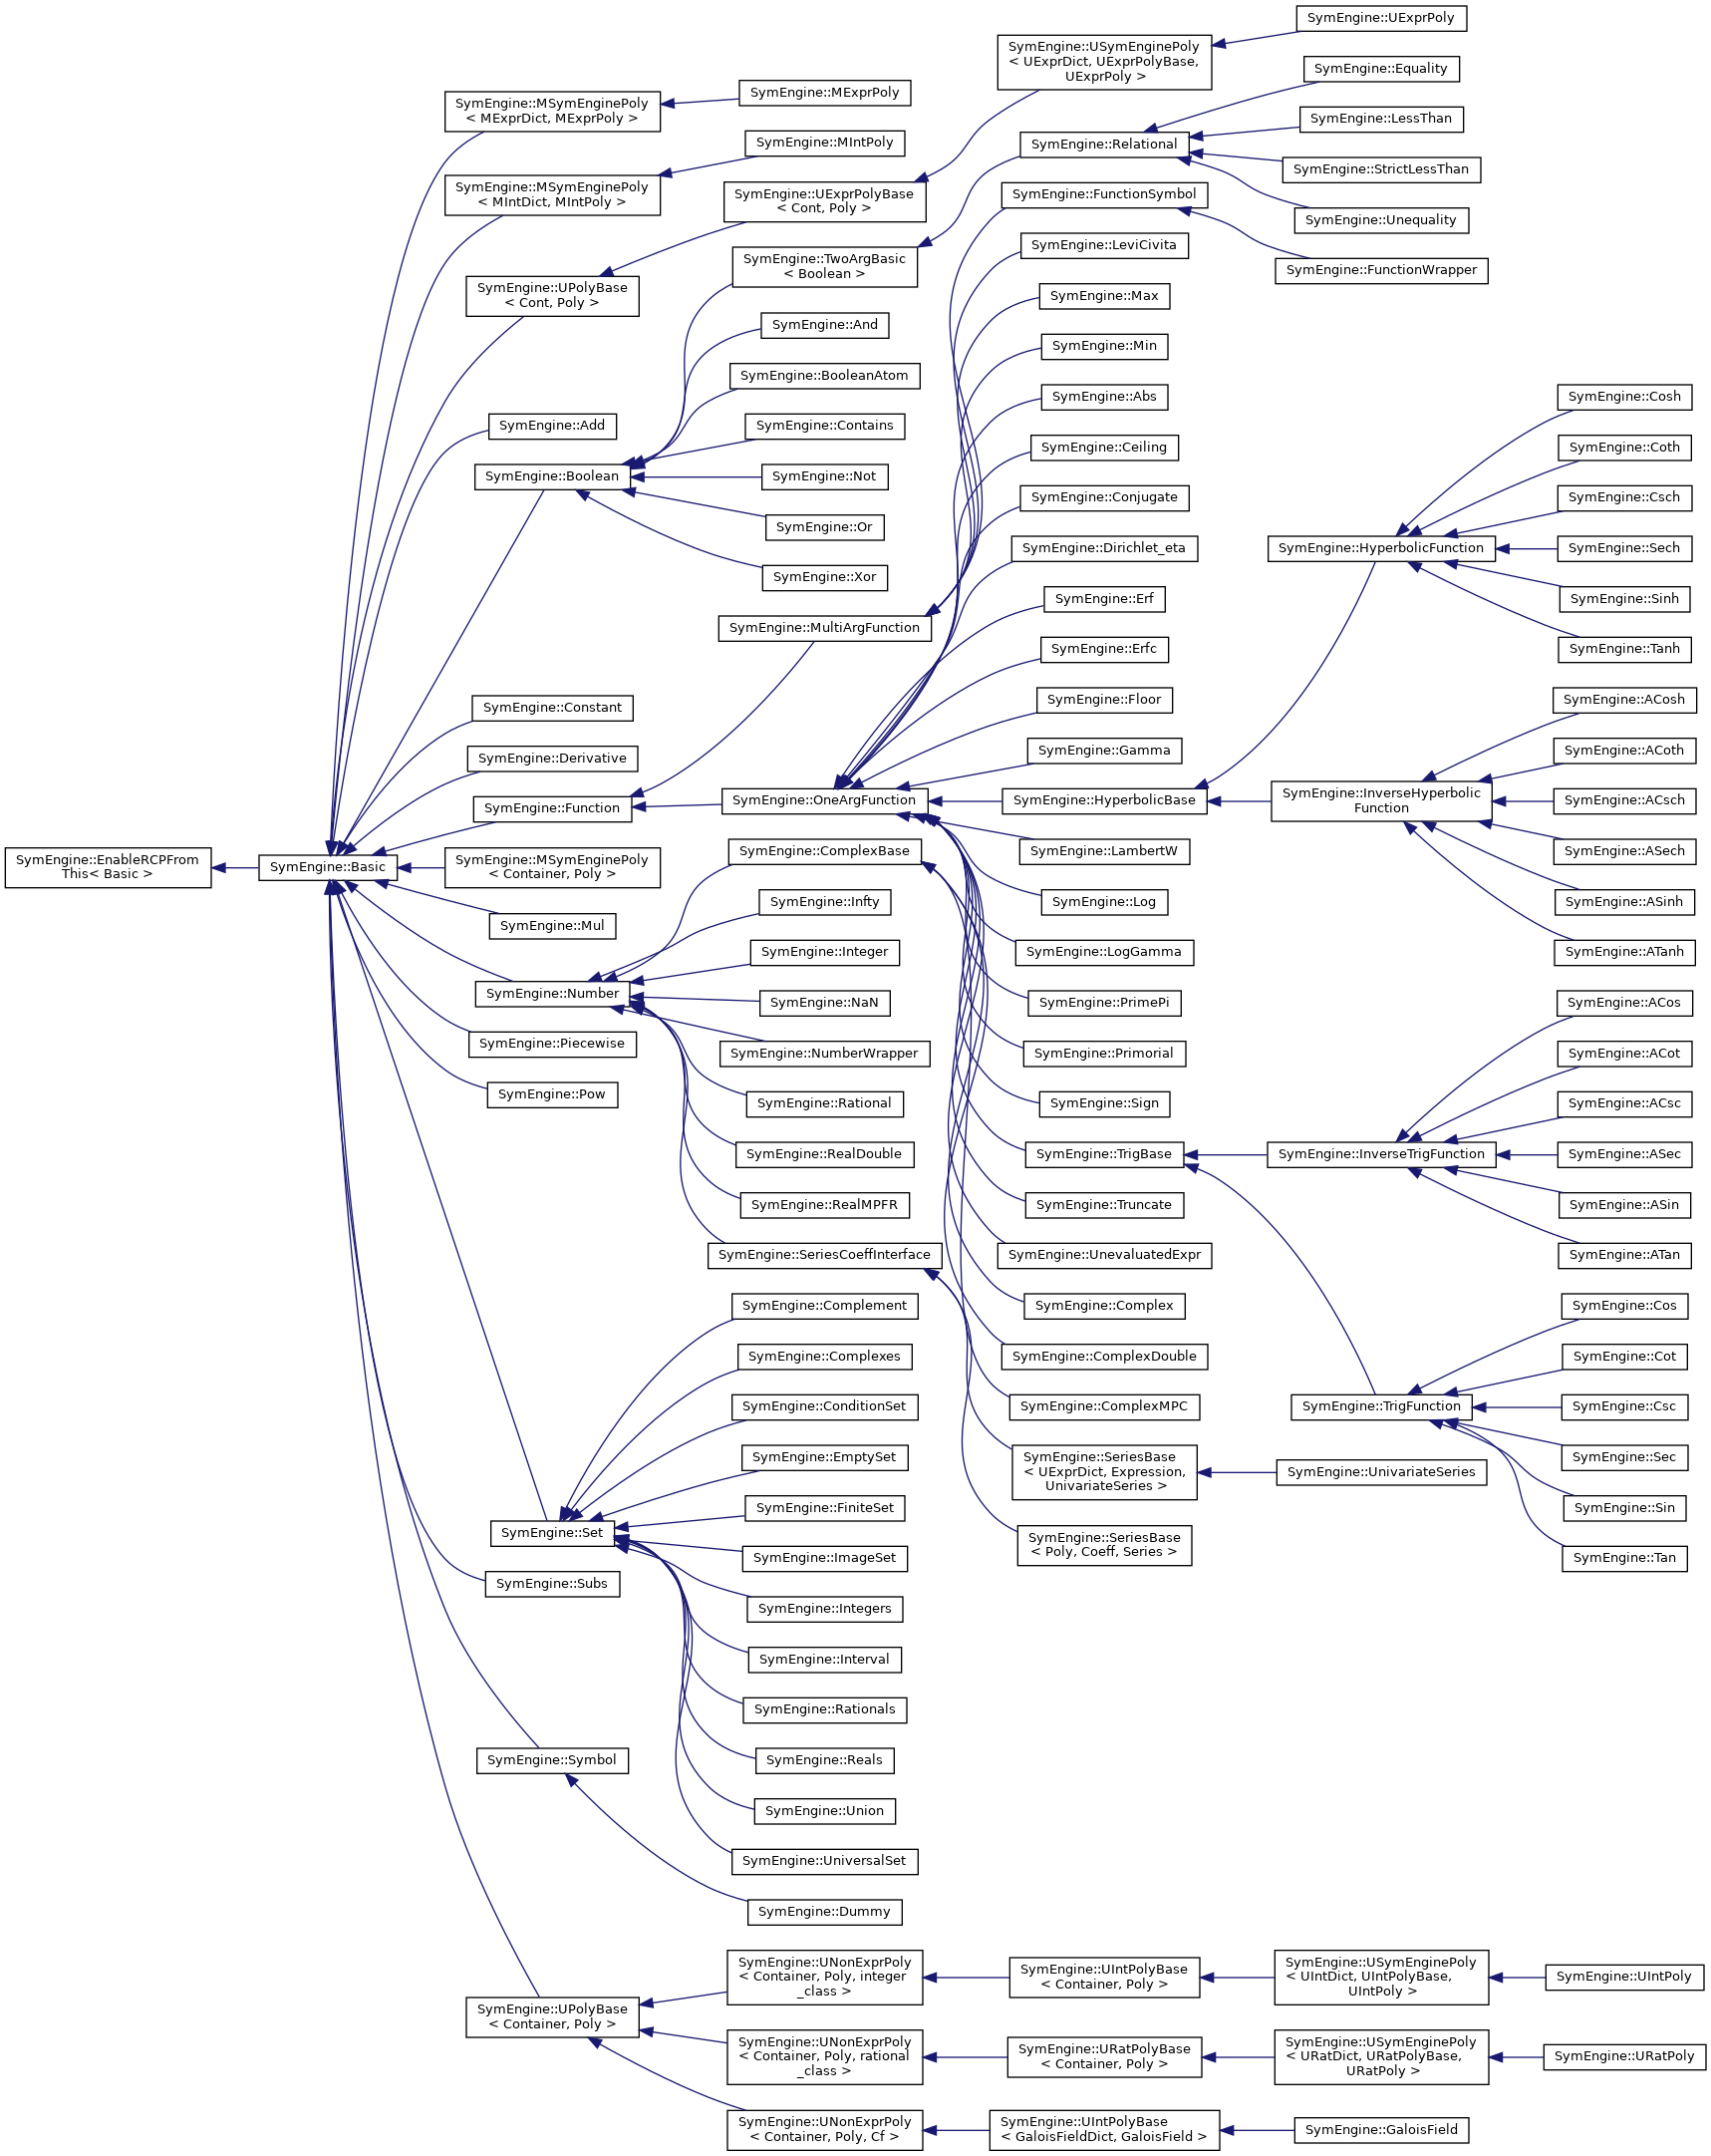 SymEngine::EnableRCPFrom
This< Basic >
SymEngine::Basic
SymEngine::MSymEnginePoly
< MExprDict, MExprPoly >
SymEngine::MSymEnginePoly
< MIntDict, MIntPoly >
SymEngine::UPolyBase
< Cont, Poly >
SymEngine::Add
SymEngine::Boolean
SymEngine::Constant
SymEngine::Derivative
SymEngine::Function
SymEngine::MSymEnginePoly
< Container, Poly >
SymEngine::Mul
SymEngine::Number
SymEngine::Piecewise
SymEngine::Pow
SymEngine::Set
SymEngine::Subs
SymEngine::Symbol
SymEngine::UPolyBase
< Container, Poly >
SymEngine::MExprPoly
SymEngine::MIntPoly
SymEngine::UExprPolyBase
< Cont, Poly >
SymEngine::TwoArgBasic
< Boolean >
SymEngine::And
SymEngine::BooleanAtom
SymEngine::Contains
SymEngine::Not
SymEngine::Or
SymEngine::Xor
SymEngine::MultiArgFunction
SymEngine::OneArgFunction
SymEngine::ComplexBase
SymEngine::Infty
SymEngine::Integer
SymEngine::NaN
SymEngine::NumberWrapper
SymEngine::Rational
SymEngine::RealDouble
SymEngine::RealMPFR
SymEngine::SeriesCoeffInterface
SymEngine::Complement
SymEngine::Complexes
SymEngine::ConditionSet
SymEngine::EmptySet
SymEngine::FiniteSet
SymEngine::ImageSet
SymEngine::Integers
SymEngine::Interval
SymEngine::Rationals
SymEngine::Reals
SymEngine::Union
SymEngine::UniversalSet
SymEngine::Dummy
SymEngine::UNonExprPoly
< Container, Poly, integer
_class >
SymEngine::UNonExprPoly
< Container, Poly, rational
_class >
SymEngine::UNonExprPoly
< Container, Poly, Cf >
SymEngine::USymEnginePoly
< UExprDict, UExprPolyBase,
UExprPoly >
SymEngine::Relational
SymEngine::FunctionSymbol
SymEngine::LeviCivita
SymEngine::Max
SymEngine::Min
SymEngine::Abs
SymEngine::Ceiling
SymEngine::Conjugate
SymEngine::Dirichlet_eta
SymEngine::Erf
SymEngine::Erfc
SymEngine::Floor
SymEngine::Gamma
SymEngine::HyperbolicBase
SymEngine::LambertW
SymEngine::Log
SymEngine::LogGamma
SymEngine::PrimePi
SymEngine::Primorial
SymEngine::Sign
SymEngine::TrigBase
SymEngine::Truncate
SymEngine::UnevaluatedExpr
SymEngine::Complex
SymEngine::ComplexDouble
SymEngine::ComplexMPC
SymEngine::SeriesBase
< UExprDict, Expression,
UnivariateSeries >
SymEngine::SeriesBase
< Poly, Coeff, Series >
SymEngine::UIntPolyBase
< Container, Poly >
SymEngine::URatPolyBase
< Container, Poly >
SymEngine::UIntPolyBase
< GaloisFieldDict, GaloisField >
SymEngine::UExprPoly
SymEngine::Equality
SymEngine::LessThan
SymEngine::StrictLessThan
SymEngine::Unequality
SymEngine::FunctionWrapper
SymEngine::HyperbolicFunction
SymEngine::InverseHyperbolic
Function
SymEngine::InverseTrigFunction
SymEngine::TrigFunction
SymEngine::UnivariateSeries
SymEngine::USymEnginePoly
< UIntDict, UIntPolyBase,
UIntPoly >
SymEngine::USymEnginePoly
< URatDict, URatPolyBase,
URatPoly >
SymEngine::GaloisField
SymEngine::Cosh
SymEngine::Coth
SymEngine::Csch
SymEngine::Sech
SymEngine::Sinh
SymEngine::Tanh
SymEngine::ACosh
SymEngine::ACoth
SymEngine::ACsch
SymEngine::ASech
SymEngine::ASinh
SymEngine::ATanh
SymEngine::ACos
SymEngine::ACot
SymEngine::ACsc
SymEngine::ASec
SymEngine::ASin
SymEngine::ATan
SymEngine::Cos
SymEngine::Cot
SymEngine::Csc
SymEngine::Sec
SymEngine::Sin
SymEngine::Tan
SymEngine::UIntPoly
SymEngine::URatPoly